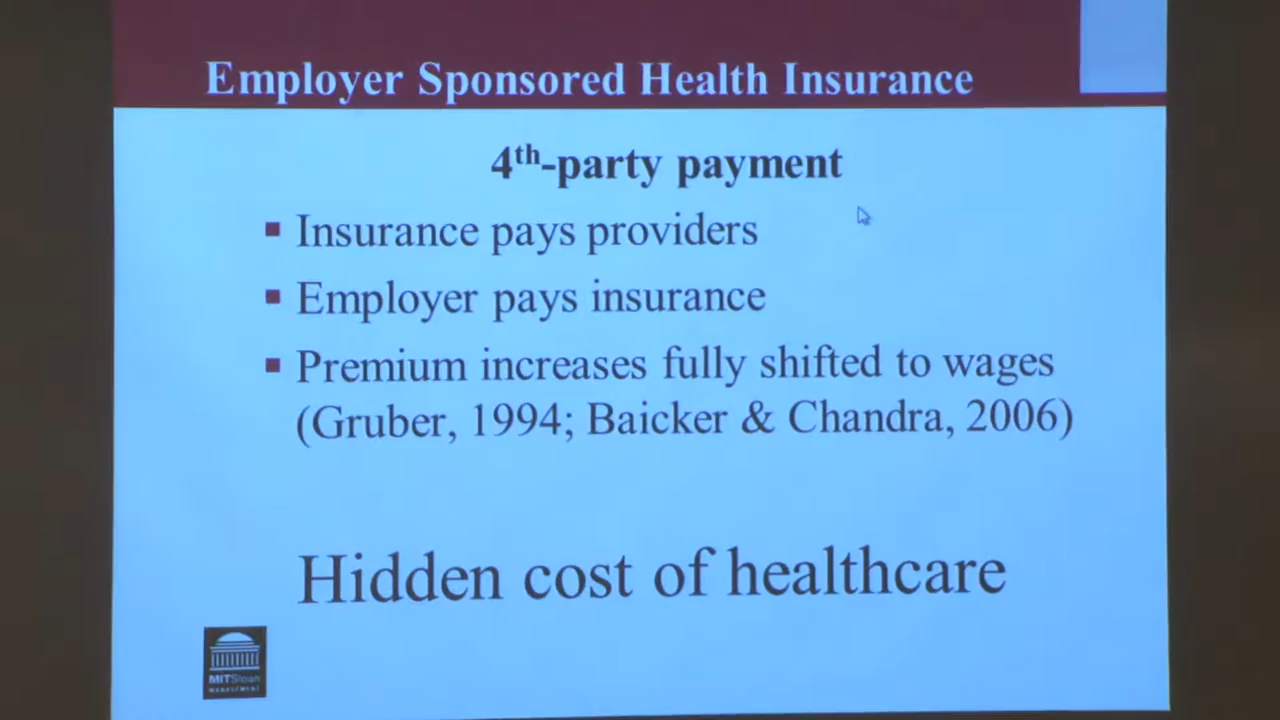 Employer Sponsored Health Insurance
4th-party payment
▪ Insurance pays providers
▪ Employer pays insurance
▪ Premium increases fully shifted to wages
(Gruber, 1994; Baicker & Chandra, 2006)
Hidden cost of healthcare
MITSloan
MANAGEMENT